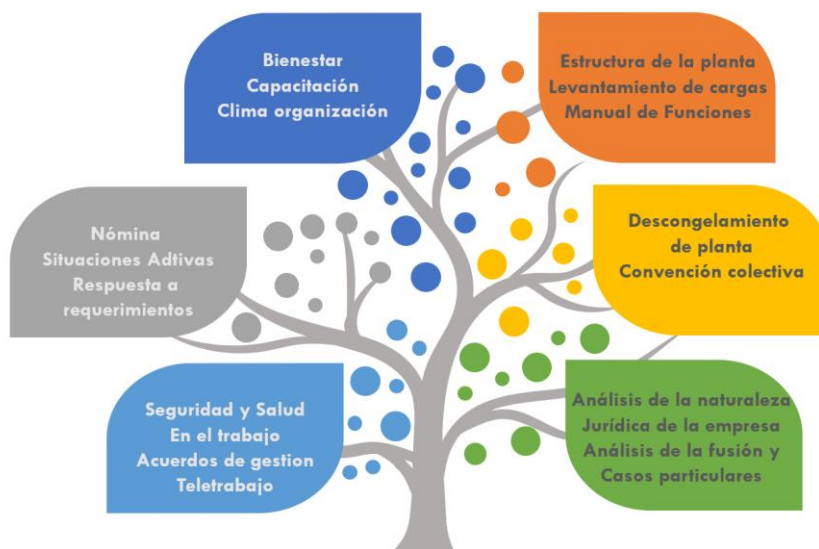 Bienestar
Capacitación
Clima organización
Estructura de la planta
Levantamiento de cargas
Manual de Funciones
Nómina
Situaciones Adtivas
Respuesta a
requerimientos
Descongelamiento
de planta
Convención colectiva
Seguridad y Salud
En el trabajo
Acuerdos de gestion
Teletrabajo
Análisis de la naturaleza
Jurídica de la empresa
Análisis de la fusión y
Casos particulares